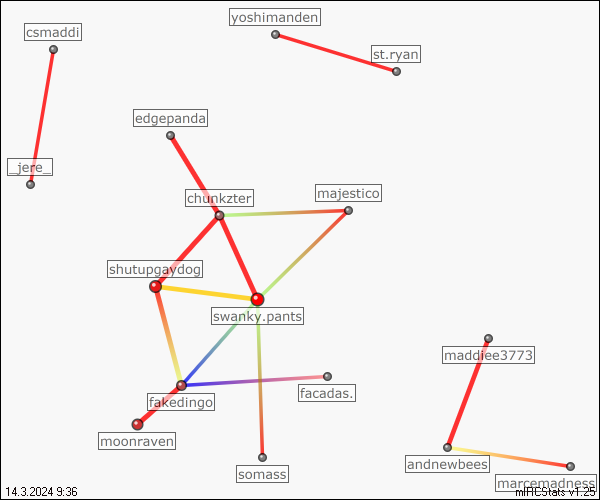 yoshimanden
csmaddi
st.ryan
edgepanda
_jere_
majestico
chunkzter
shutupgaydog
swanky.pants
maddiee3773
facadas.
fakedingo
moonraven
andnewbees
somass
marcemadness
14.3.2024 9:36
mIRCStats v1.25